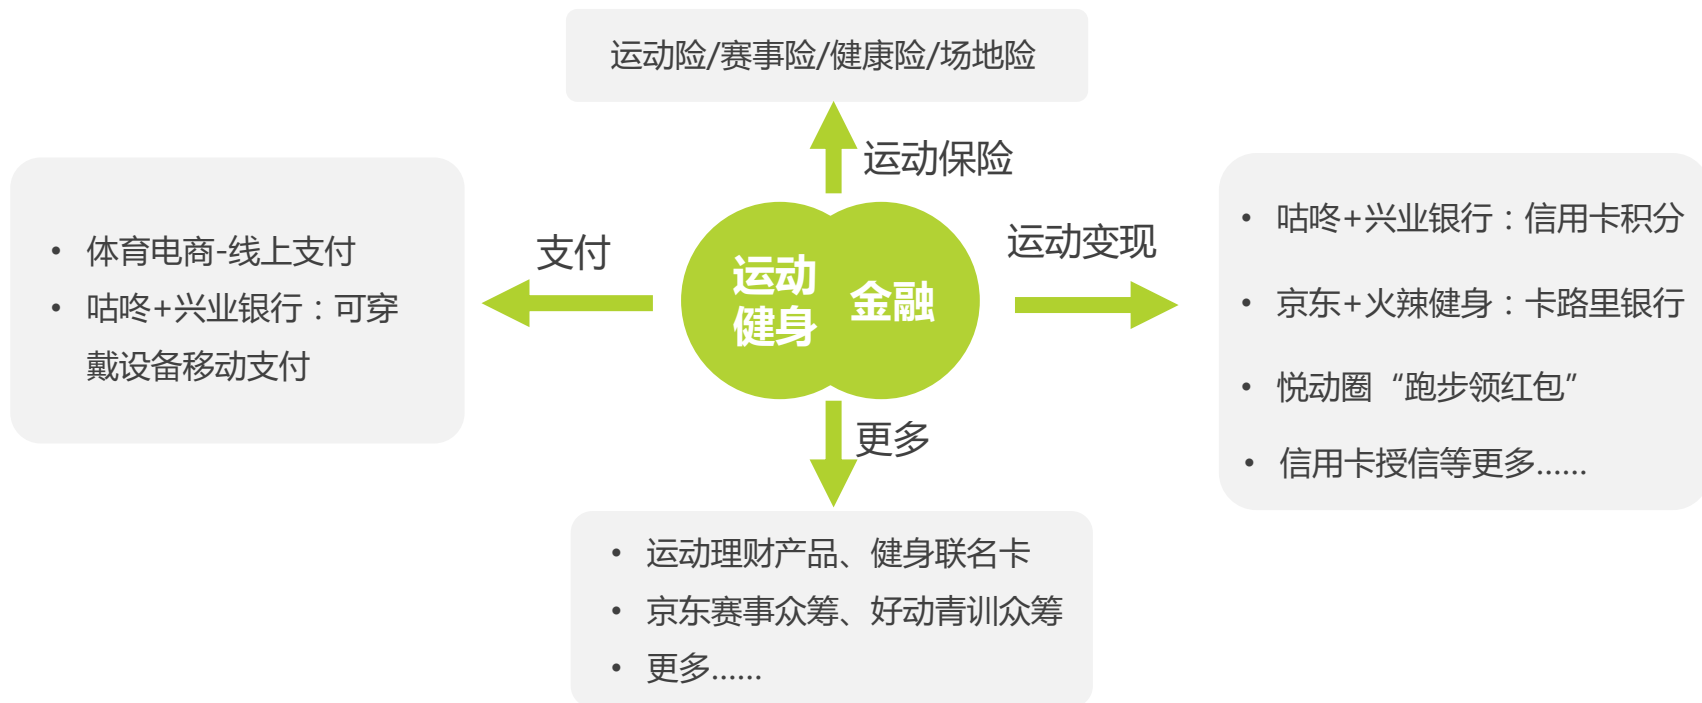 运动险/赛事险/健康险/场地险
运动保险
支付
• 体育电商-线上支付
• 咕咚+兴业银行：可穿
戴设备移动支付
运动
健身
金融
运动变现
• 咕咚+兴业银行：信用卡积分
• 京东+火辣健身：卡路里银行
• 悦动圈“跑步领红包”
• 信用卡授信等更多......
更多
• 运动理财产品、健身联名卡
• 京东赛事众筹、好动青训众筹
• 更多......